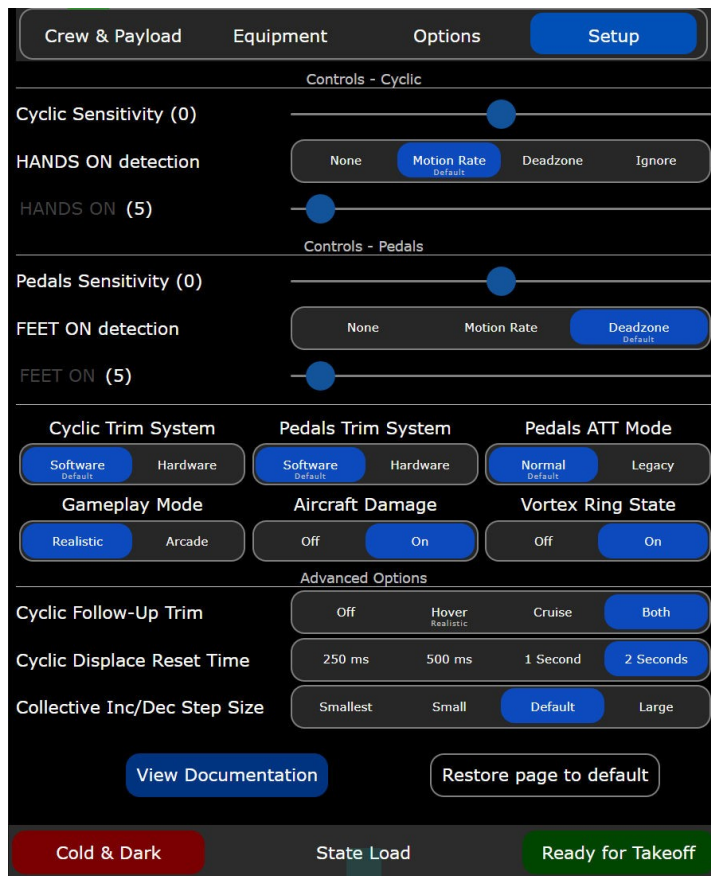 Crew & Payload Equipment Options Setup
Controls - Cyclic
Cyclic Sensitivity (0)
HANDS ON detection None Motion Rate Deadzone Ignore
Default
HANDS ON (5)
Controls - Pedals
Pedals Sensitivity (0)
FEET ON detection None Motion Rate Deadzone
Default
FEET ON (5)
Cyclic Trim System Pedals Trim System Pedals ATT Mode
Software Hardware Software Hardware Normal Legacy
Default Default Default
Gameplay Mode Aircraft Damage Vortex Ring State
Realistic Arcade Off On Off On
Advanced Options
Cyclic Follow-Up Trim Off Hover Cruise Both
Realistic
Cyclic Displace Reset Time 250 ms 500 ms 1 Second 2 Seconds
Collective Inc/Dec Step Size Smallest Small Default Large
View Documentation Restore page to default
Cold & Dark State Load Ready for Takeoff